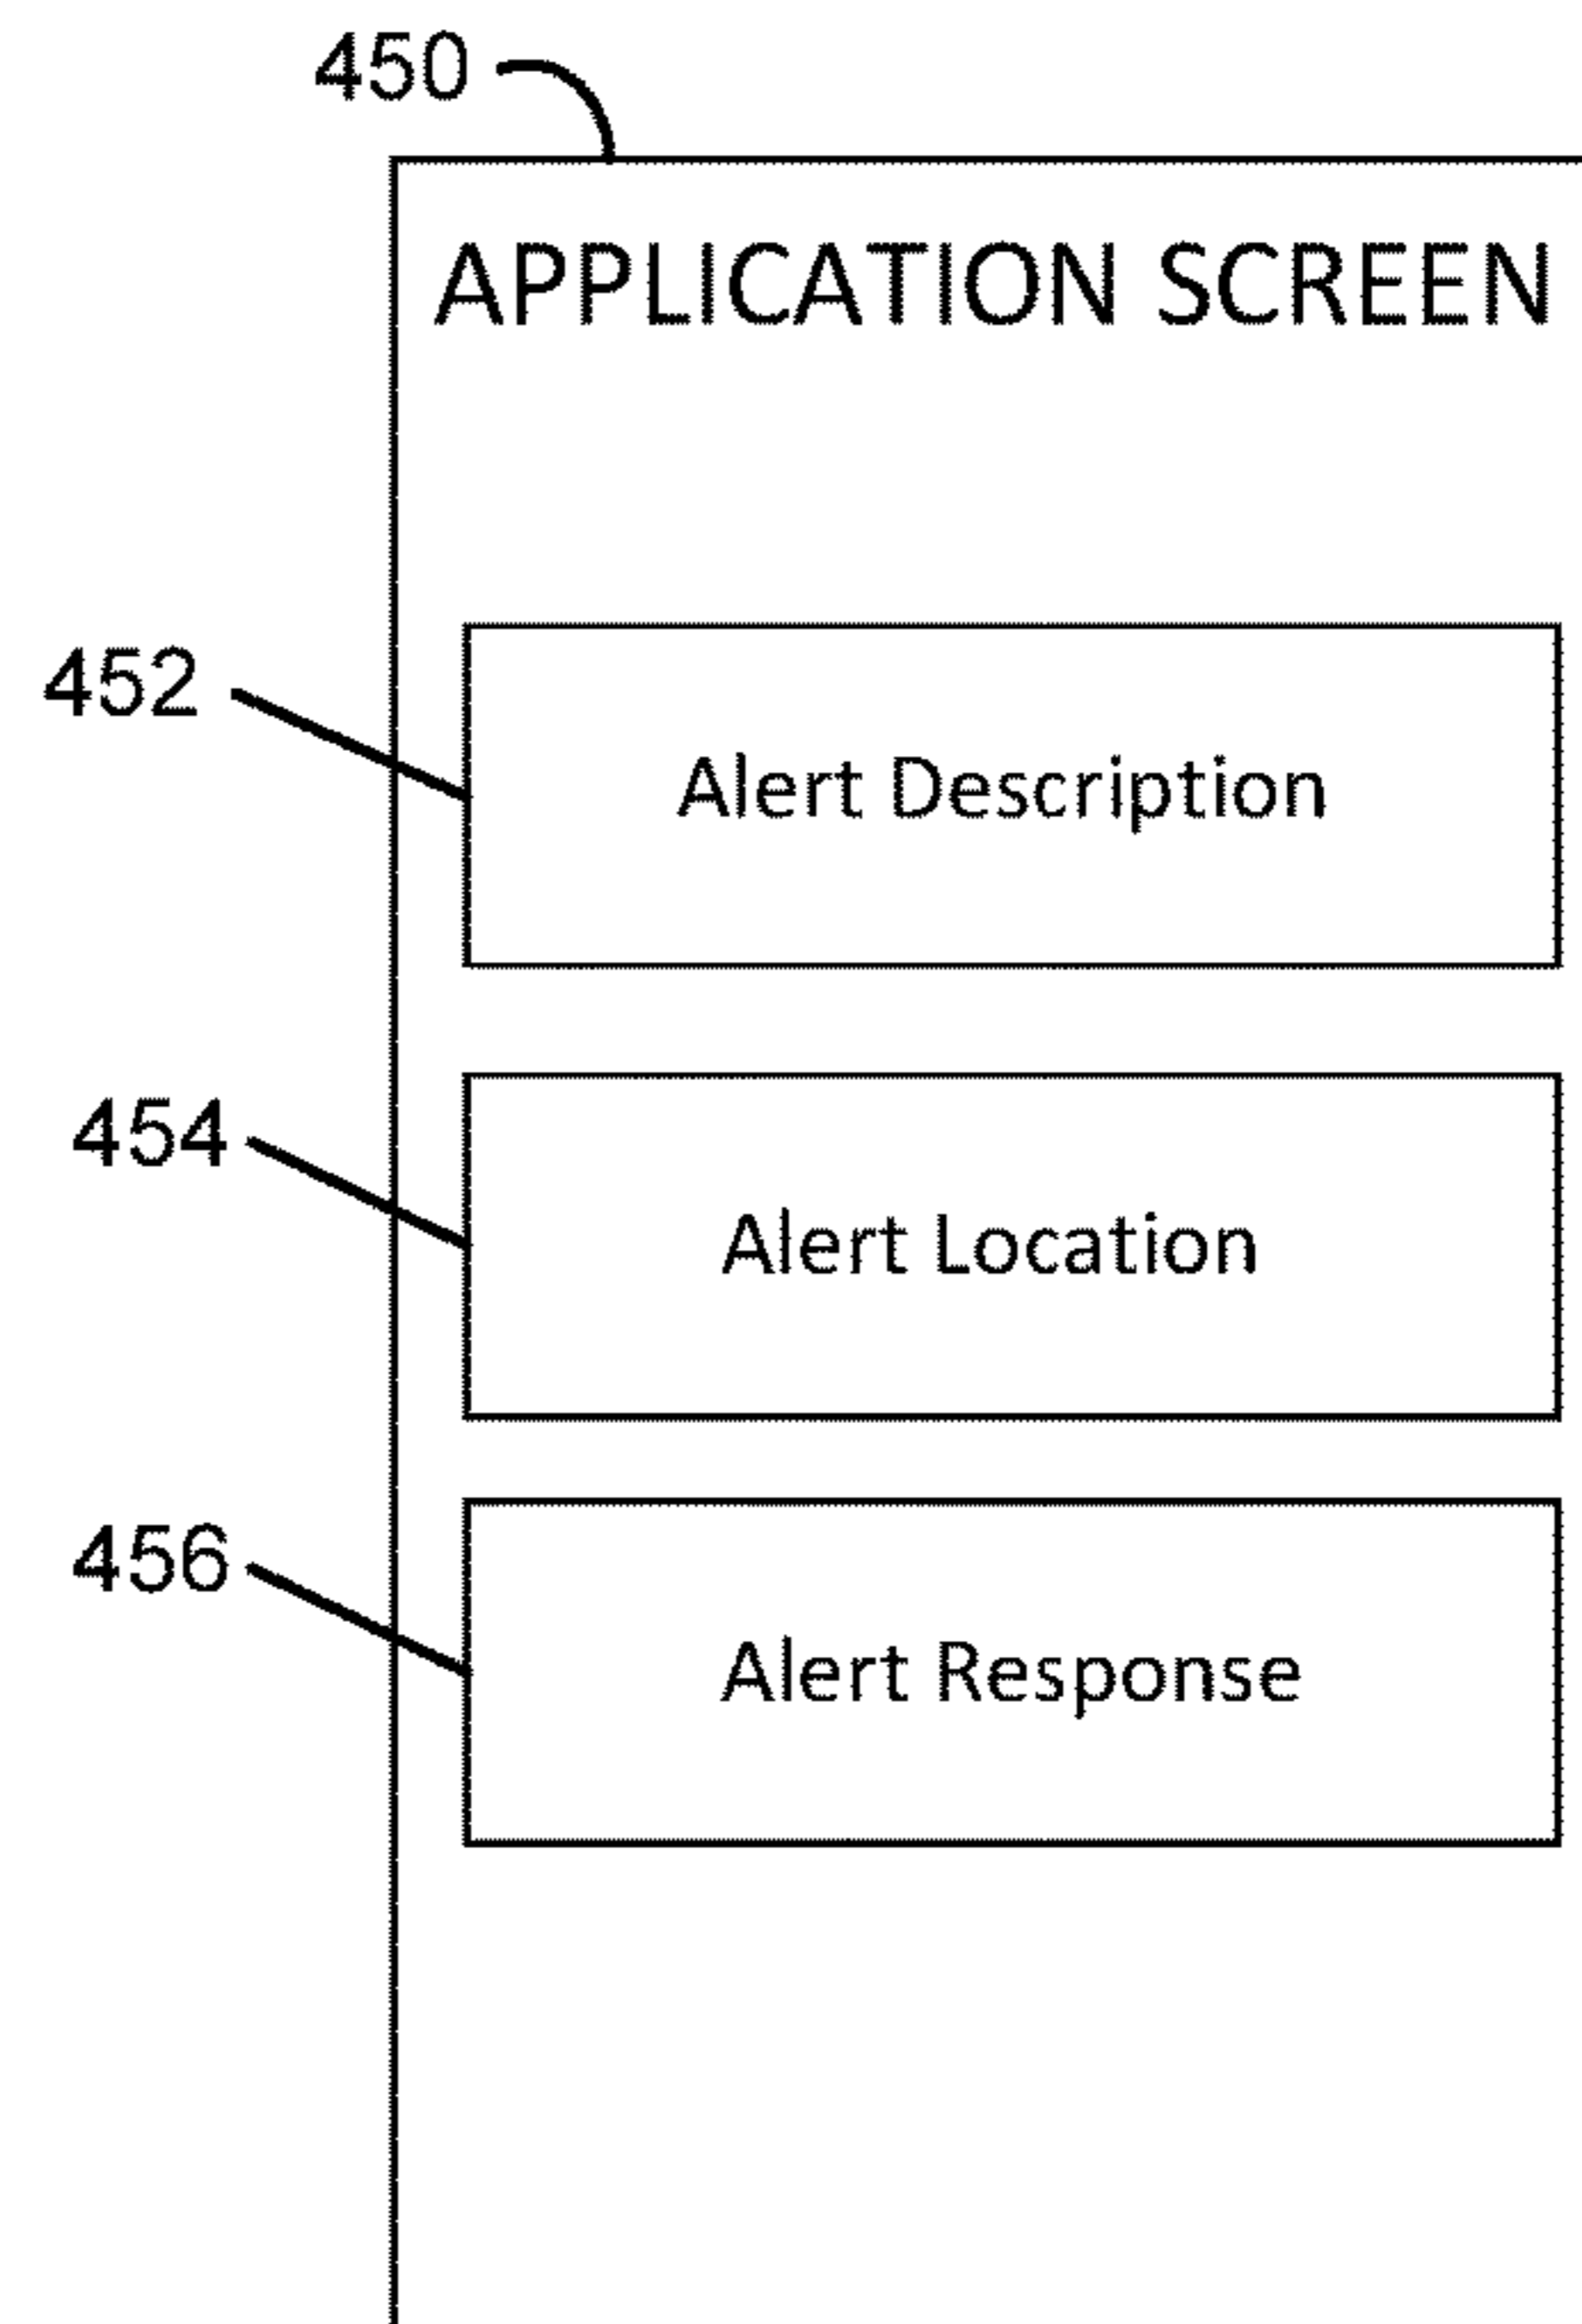 450
APPLICATION SCREEN
452
Alert Description
454
Alert Location
456
Alert Response